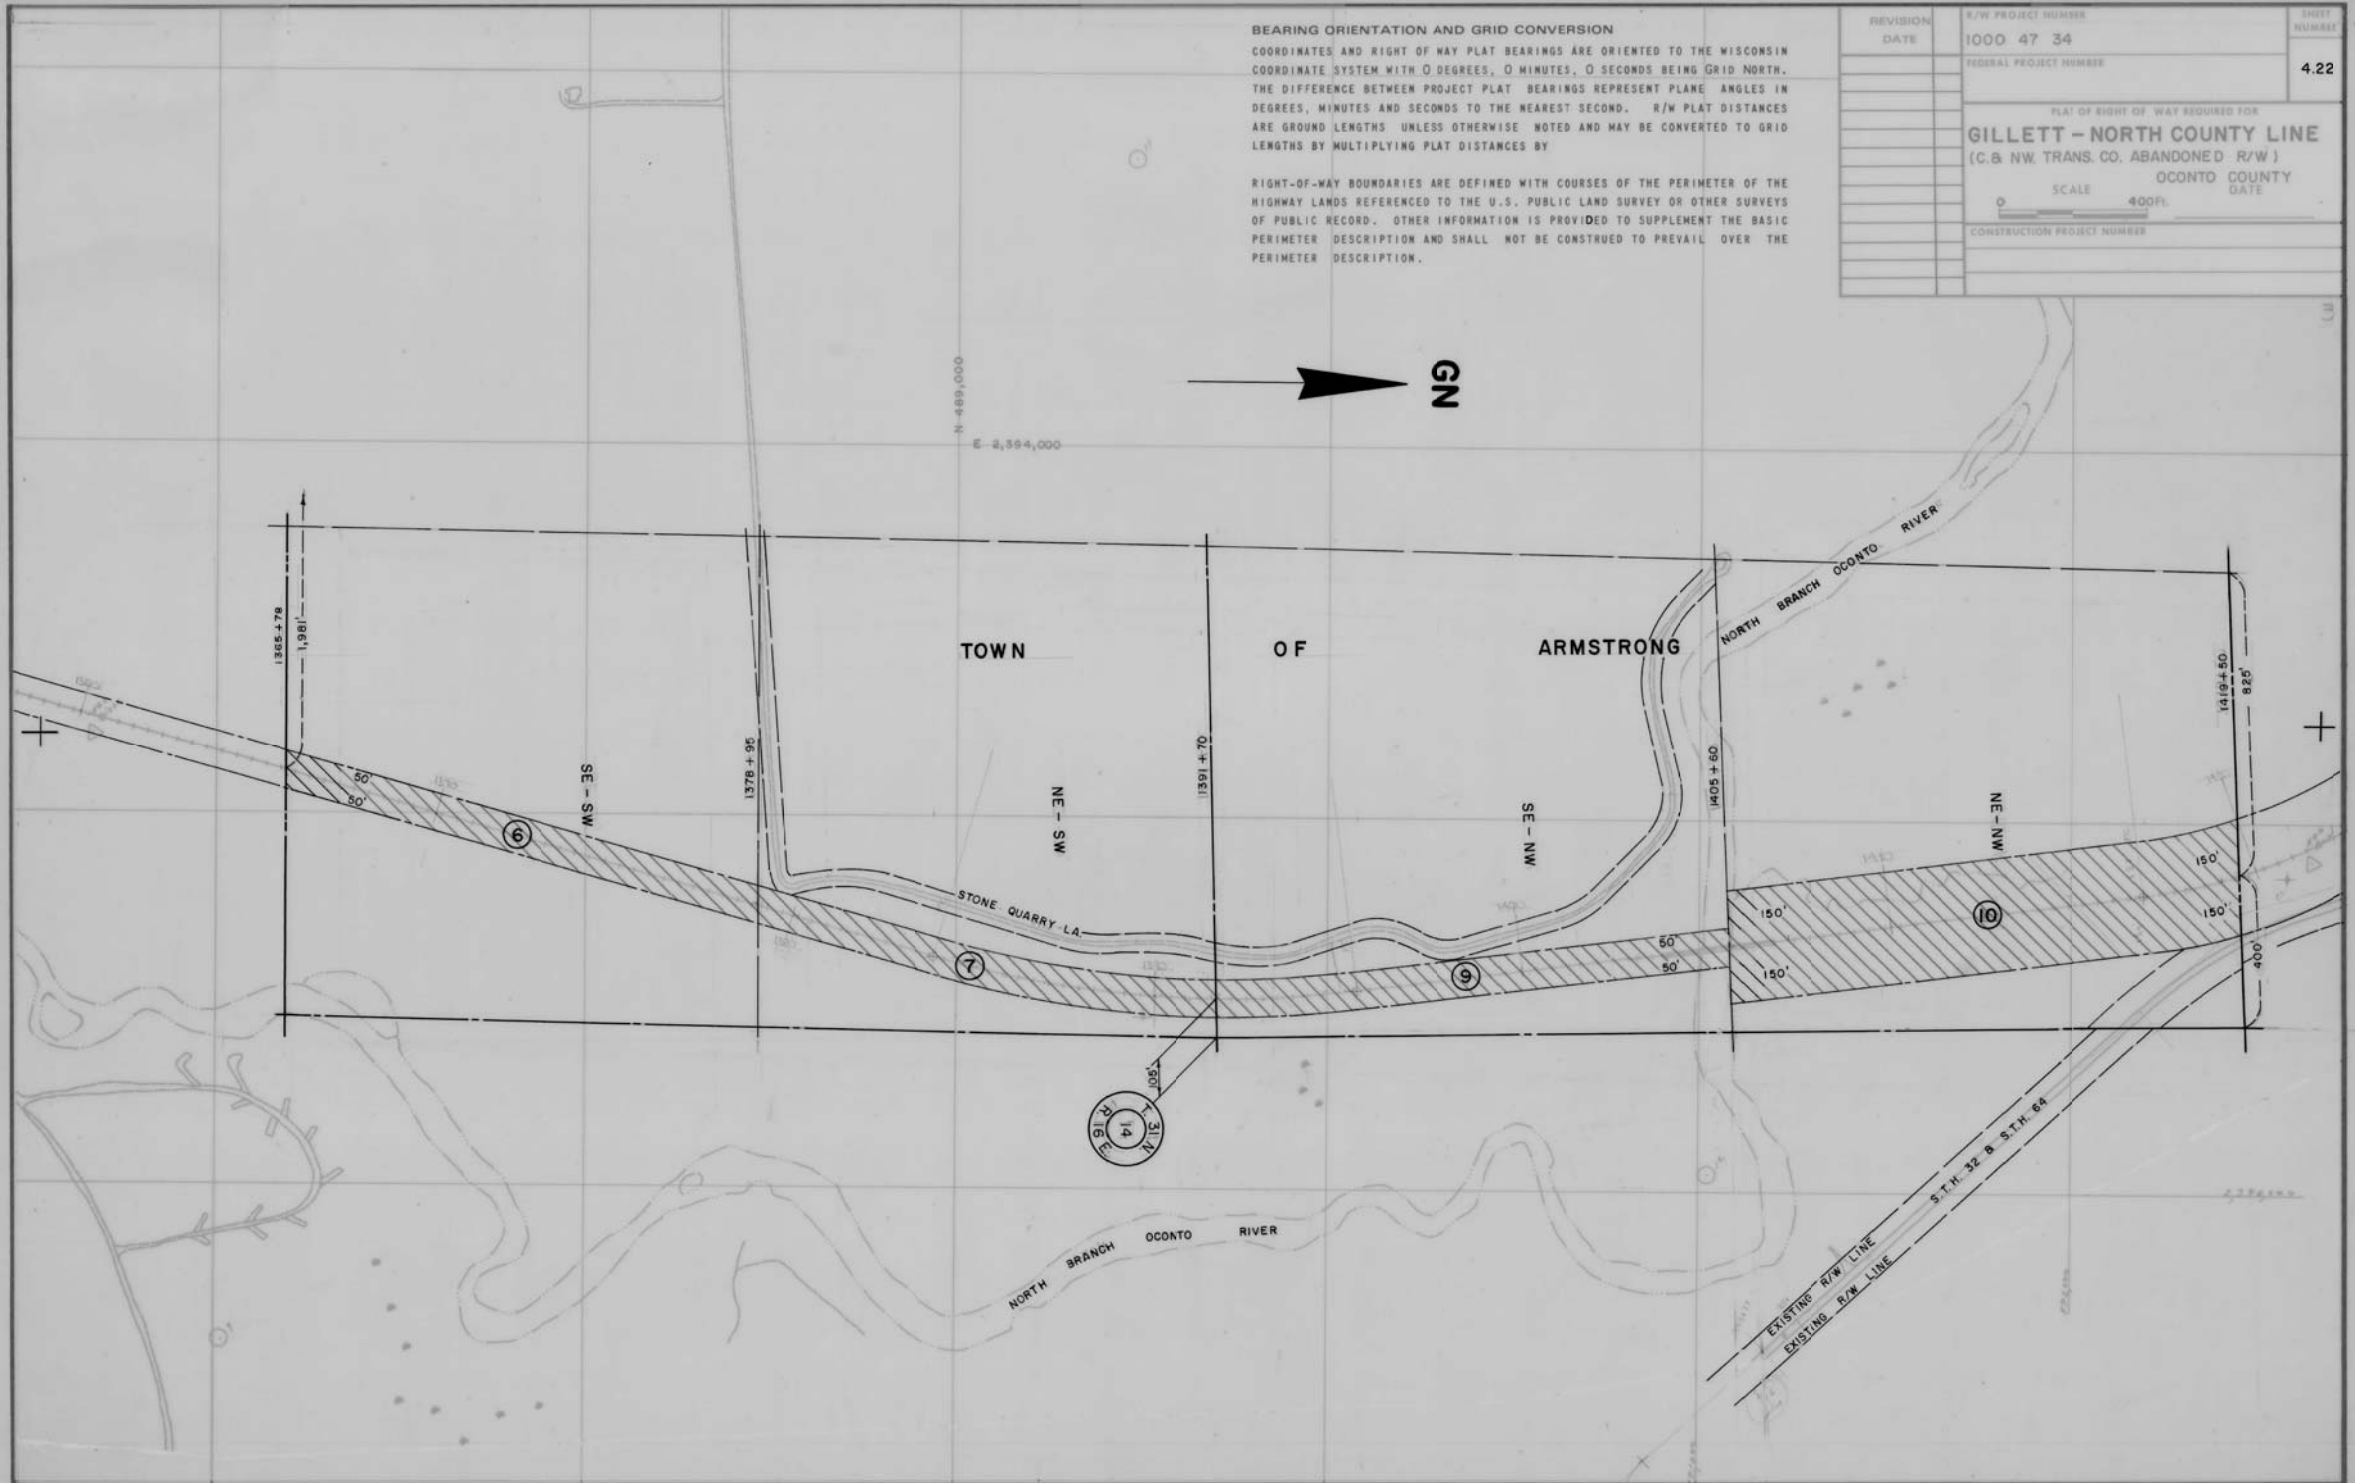 BEARING ORIENTATION AND GRID CONVERSION
COORDINATES AND RIGHT OF WAY PLAT BEARINGS ARE ORIENTED TO THE WISCONSIN
COORDINATE SYSTEM WITH 0 DEGREES, 0 MINUTES, 0 SECONDS BEING GRID NORTH.
THE DIFFERENCE BETWEEN PROJECT PLAT BEARINGS REPRESENT PLANE ANGLES IN
DEGREES, MINUTES AND SECONDS TO THE NEAREST SECOND. R/W PLAT DISTANCES
ARE GROUND LENGTHS UNLESS OTHERWISE NOTED AND MAY BE CONVERTED TO GRID
LENGTHS BY MULTIPLYING PLAT DISTANCES BY
RIGHT-OF-WAY BOUNDARIES ARE DEFINED WITH COURSES OF THE PERIMETER OF THE
HIGHWAY LANDS REFERENCED TO THE U.S. PUBLIC LAND SURVEY OR OTHER SURVEYS
OF PUBLIC RECORD. OTHER INFORMATION IS PROVIDED TO SUPPLEMENT THE BASIC
PERIMETER DESCRIPTION AND SHALL NOT BE CONSTRUED TO PREVAIL OVER THE
PERIMETER DESCRIPTION.
REVISION
DATE
R/W PROJECT NUMBER
1000 47 34
SHEET
NUMBER
4.22
FEDERAL PROJECT NUMBER
PLAT OF RIGHT OF WAY REQUIRED FOR
GILLETT - NORTH COUNTY LINE
(C.& NW. TRANS. CO. ABANDONED R/W)
OCONTO COUNTY
SCALE
DATE
0 400Ft.
CONSTRUCTION PROJECT NUMBER
GN
N 489,000
E 2,394,000
NORTH BRANCH OCONTO RIVER
TOWN OF ARMSTRONG
1365+78
1,981'
1378+95
1391+70
1405+60
1419+50
825'
400'
SE-SW
NE-SW
SE-NW
NE-NW
50'
50'
6
STONE QUARRY LA.
7
9
50'
50'
150'
150'
10
150'
150'
105'
T. 31 N.
14
R. 16 E.
NORTH BRANCH OCONTO RIVER
S.T.H. 32 & S.T.H. 64
EXISTING R/W LINE
EXISTING R/W LINE